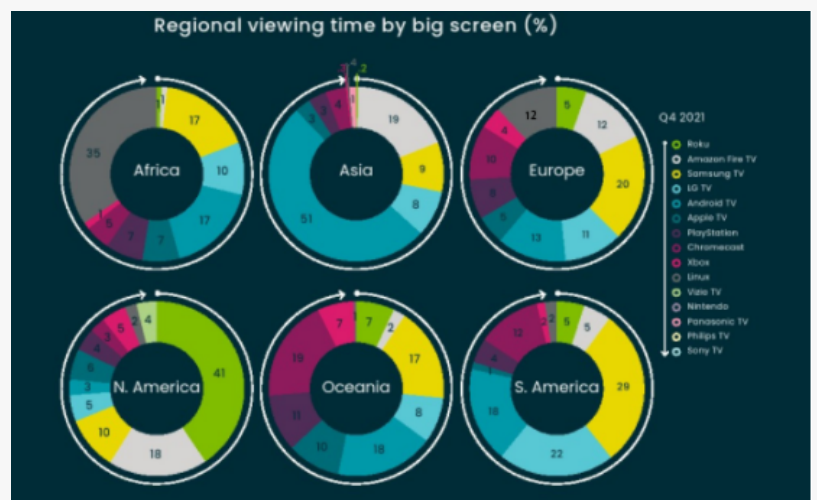 Regional viewing time by big screen (%)
Africa
1
1
17
10
17
7
7
6
1
35
Asia
4
2
19
9
8
51
3
3
4
1
Europe
5
12
20
11
13
5
8
10
4
12
Q4 2021
Roku
Amazon Fire TV
Samsung TV
LG TV
Android TV
Apple TV
PlayStation
Chromecast
Xbox
Linux
Vizio TV
Nintendo
Panasonic TV
Philips TV
Sony TV
N. America
41
18
10
5
3
6
4
3
5
2
4
Oceania
7
2
17
8
18
10
11
19
7
1
S. America
5
5
29
22
18
1
4
12
2
2